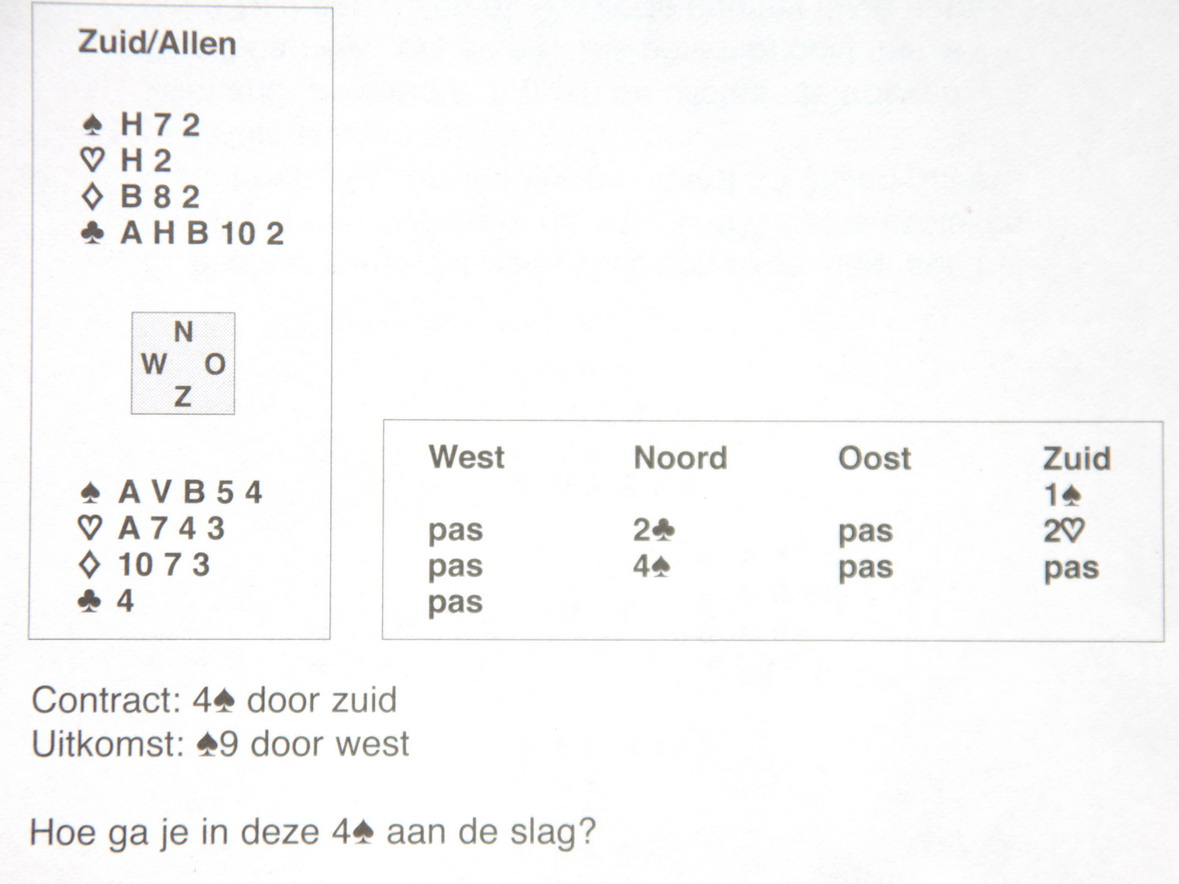 Zuid/Allen
♠ H 7 2
♡ H 2
♢ B 8 2
♣ A H B 10 2
N
W O
Z
♠ A V B 5 4
♡ A 7 4 3
♢ 10 7 3
♣ 4
West Noord Oost Zuid
1♠
pas 2♣ pas 2♡
pas 4♠ pas pas
pas
Contract: 4♠ door zuid
Uitkomst: ♠9 door west
Hoe ga je in deze 4♠ aan de slag?